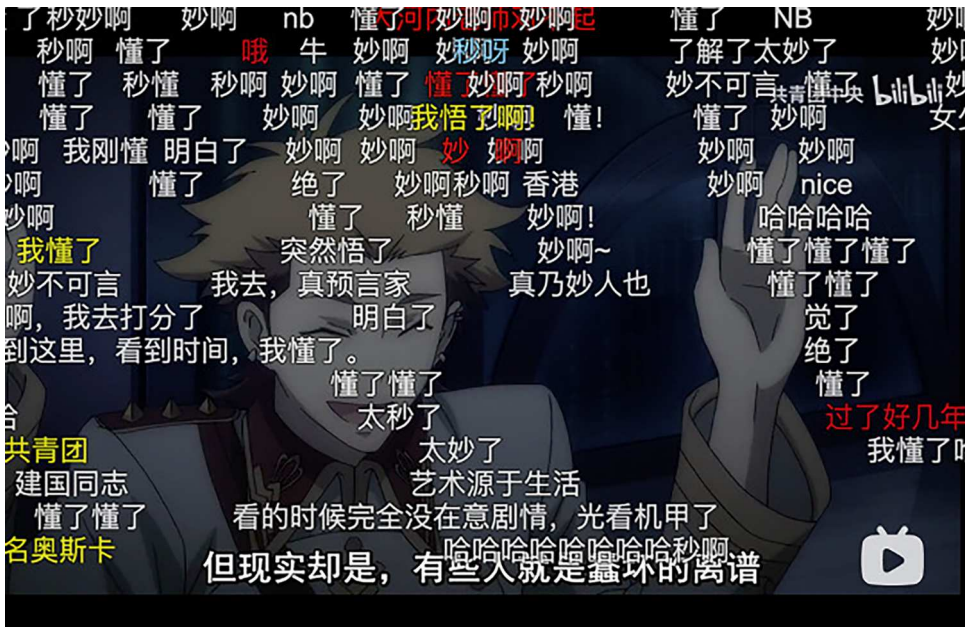 了秒妙啊 妙啊 nb 懂了 妙啊 妙啊 懂了 NB
秒啊 懂了 哦 牛 妙啊 秒呀 妙啊 了解了太妙了
懂了 秒懂 秒啊 妙啊 懂了 懂了 妙啊 秒啊 妙不可言 懂了 共青团中央 bilibili
懂了 懂了 妙啊 妙啊 我悟了啊! 懂! 懂了 妙啊
啊 我刚懂 明白了 妙啊 妙啊 妙 啊 妙啊 妙啊
啊 懂了 绝了 妙啊秒啊 香港 妙啊 nice
妙啊 懂了 秒懂 妙啊! 哈哈哈哈
我懂了 突然悟了 妙啊~ 懂了懂了懂了
妙不可言 我去，真预言家 真乃妙人也 懂了懂了
啊，我去打分了 明白了 觉了
到这里，看到时间，我懂了。 绝了
懂了懂了 懂了
太秒了 过了好几年
共青团 太妙了 我懂了
建国同志 艺术源于生活
懂了懂了 看的时候完全没在意剧情，光看机甲了
名奥斯卡 哈哈哈哈哈哈哈哈秒啊
但现实却是，有些人就是蠢坏的离谱